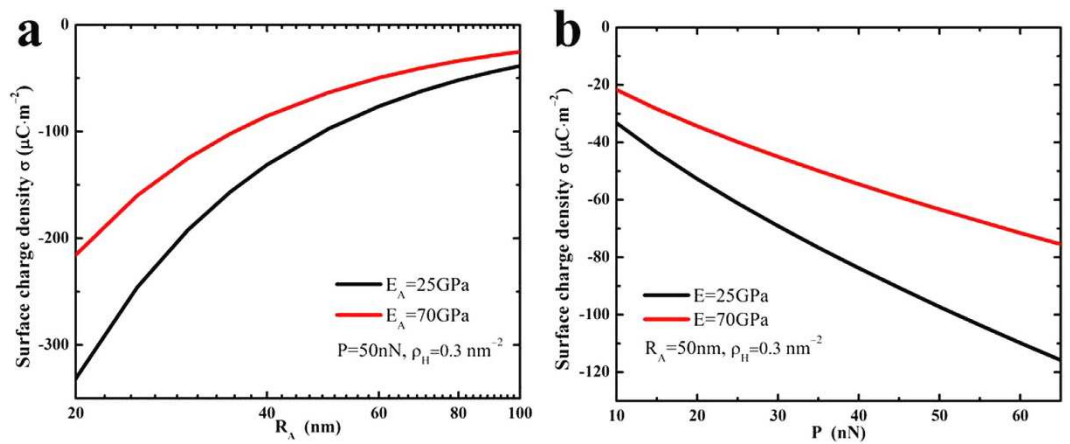 a
0
-100
-200
-300
Surface charge density σ (μC·m⁻²)
E_A=25GPa
E_A=70GPa
P=50nN, ρ_H=0.3 nm⁻²
20 40 60 80 100
R_A (nm)
b
0
-20
-40
-60
-80
-100
-120
Surface charge density σ (μC·m⁻²)
E=25GPa
E=70GPa
R_A=50nm, ρ_H=0.3 nm⁻²
10 20 30 40 50 60
P (nN)